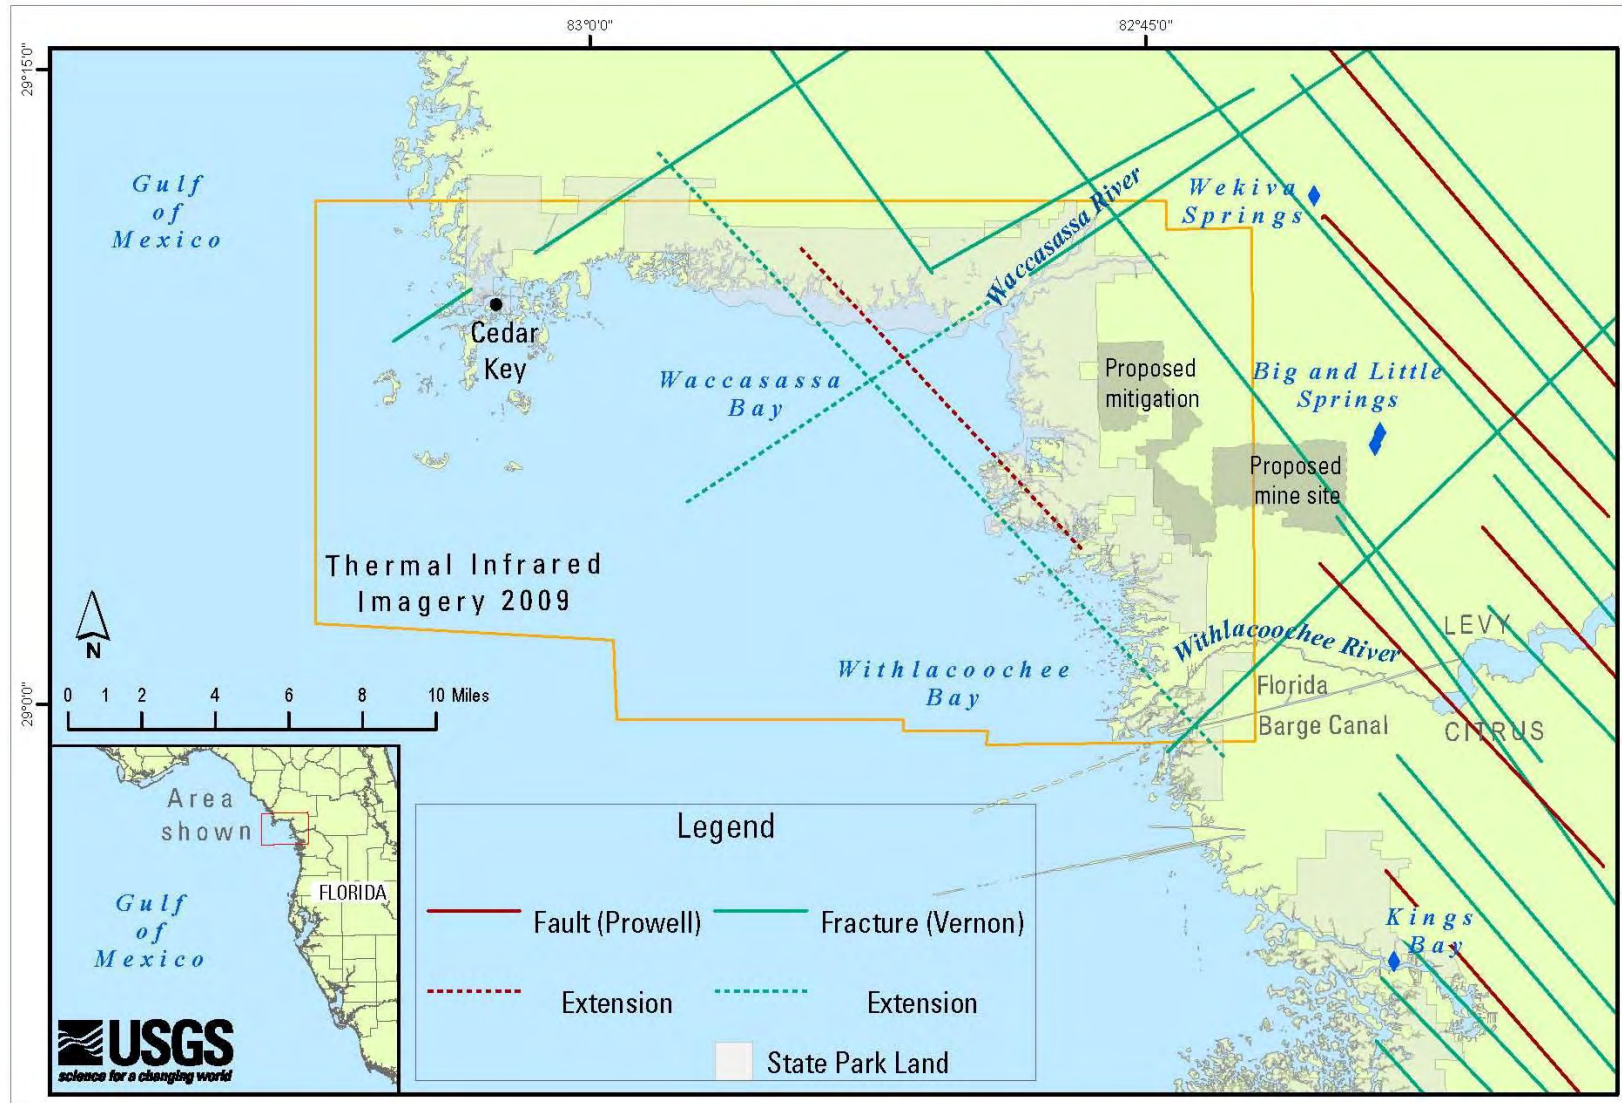 83°0'0"
82°45'0"
29°15'0"
29°0'0"
Gulf
of
Mexico
Wekiva
Springs
Waccasassa River
Cedar
Key
Waccasassa
Bay
Proposed
mitigation
Big and Little
Springs
Proposed
mine site
Thermal Infrared
Imagery 2009
N
0 1 2 4 6 8 10 Miles
Withlacoochee
Bay
Withlacoochee River
LEVY
Florida
Barge Canal
CITRUS
Kings
Bay
Area
shown
FLORIDA
Gulf
of
Mexico
USGS
science for a changing world
Legend
Fault (Prowell)
Fracture (Vernon)
Extension
Extension
State Park Land